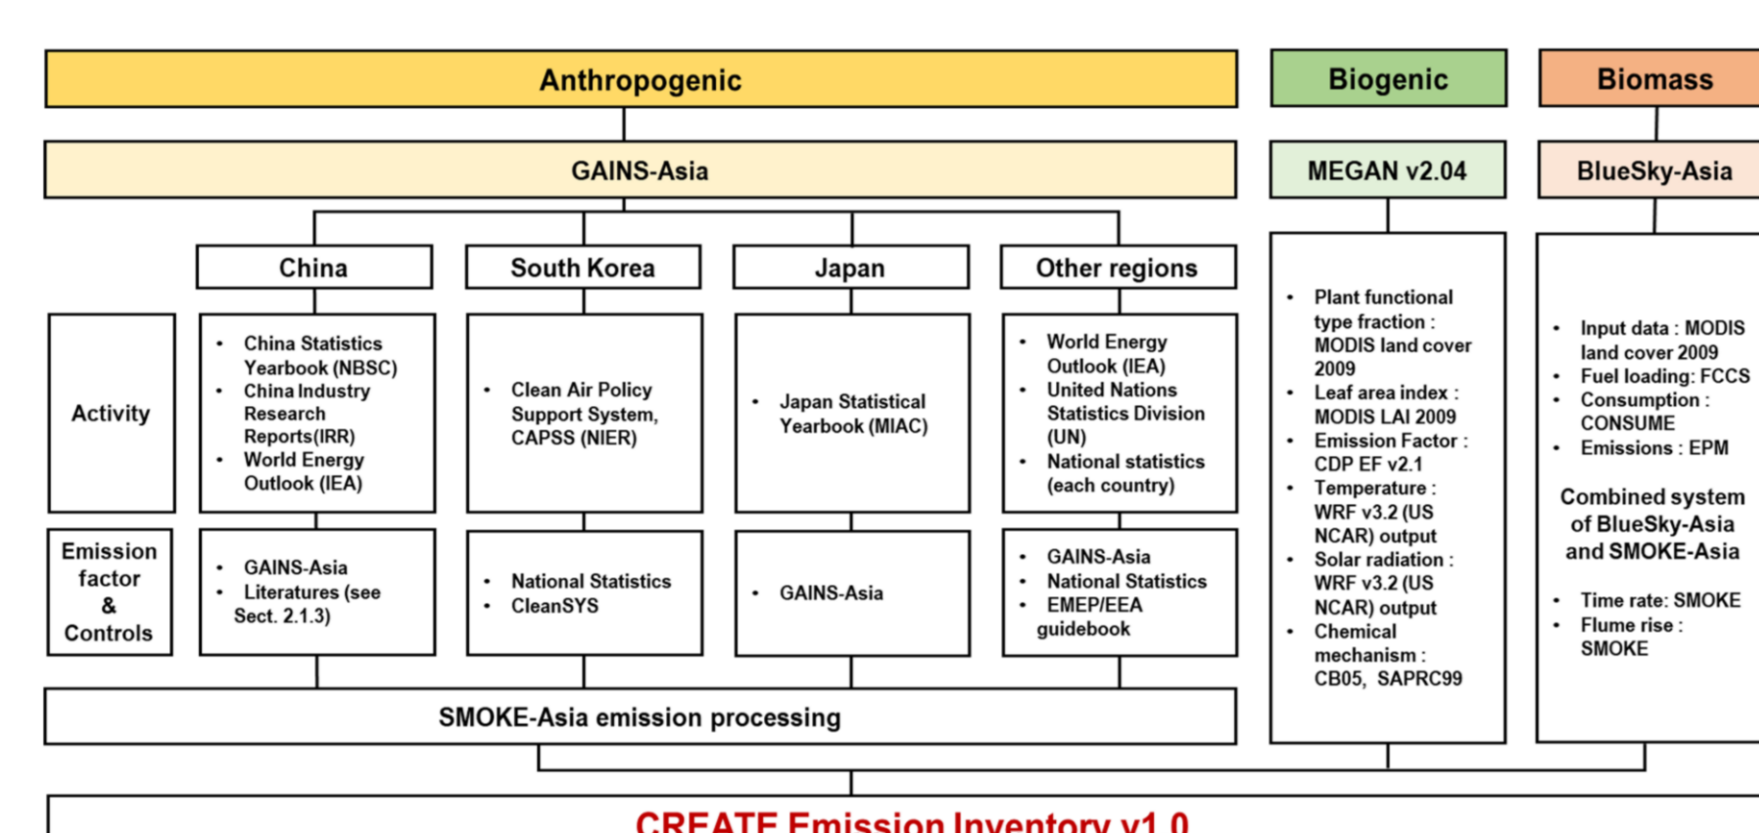 Anthropogenic
Biogenic
Biomass
GAINS-Asia
MEGAN v2.04
BlueSky-Asia
China
South Korea
Japan
Other regions
Activity
• China Statistics
Yearbook (NBSC)
• China Industry
Research
Reports(IRR)
• World Energy
Outlook (IEA)
• Clean Air Policy
Support System,
CAPSS (NIER)
• Japan Statistical
Yearbook (MIAC)
• World Energy
Outlook (IEA)
• United Nations
Statistics Division
(UN)
• National statistics
(each country)
Emission
factor
&
Controls
• GAINS-Asia
• Literatures (see
Sect. 2.1.3)
• National Statistics
• CleanSYS
• GAINS-Asia
• GAINS-Asia
• National Statistics
• EMEP/EEA
guidebook
• Plant functional
type fraction :
MODIS land cover
2009
• Leaf area index :
MODIS LAI 2009
• Emission Factor :
CDP EF v2.1
• Temperature :
WRF v3.2 (US
NCAR) output
• Solar radiation :
WRF v3.2 (US
NCAR) output
• Chemical
mechanism :
CB05, SAPRC99
• Input data : MODIS
land cover 2009
• Fuel loading: FCCS
• Consumption :
CONSUME
• Emissions : EPM
Combined system
of BlueSky-Asia
and SMOKE-Asia
• Time rate: SMOKE
• Flume rise :
SMOKE
SMOKE-Asia emission processing
CREATE Emission Inventory v1.0